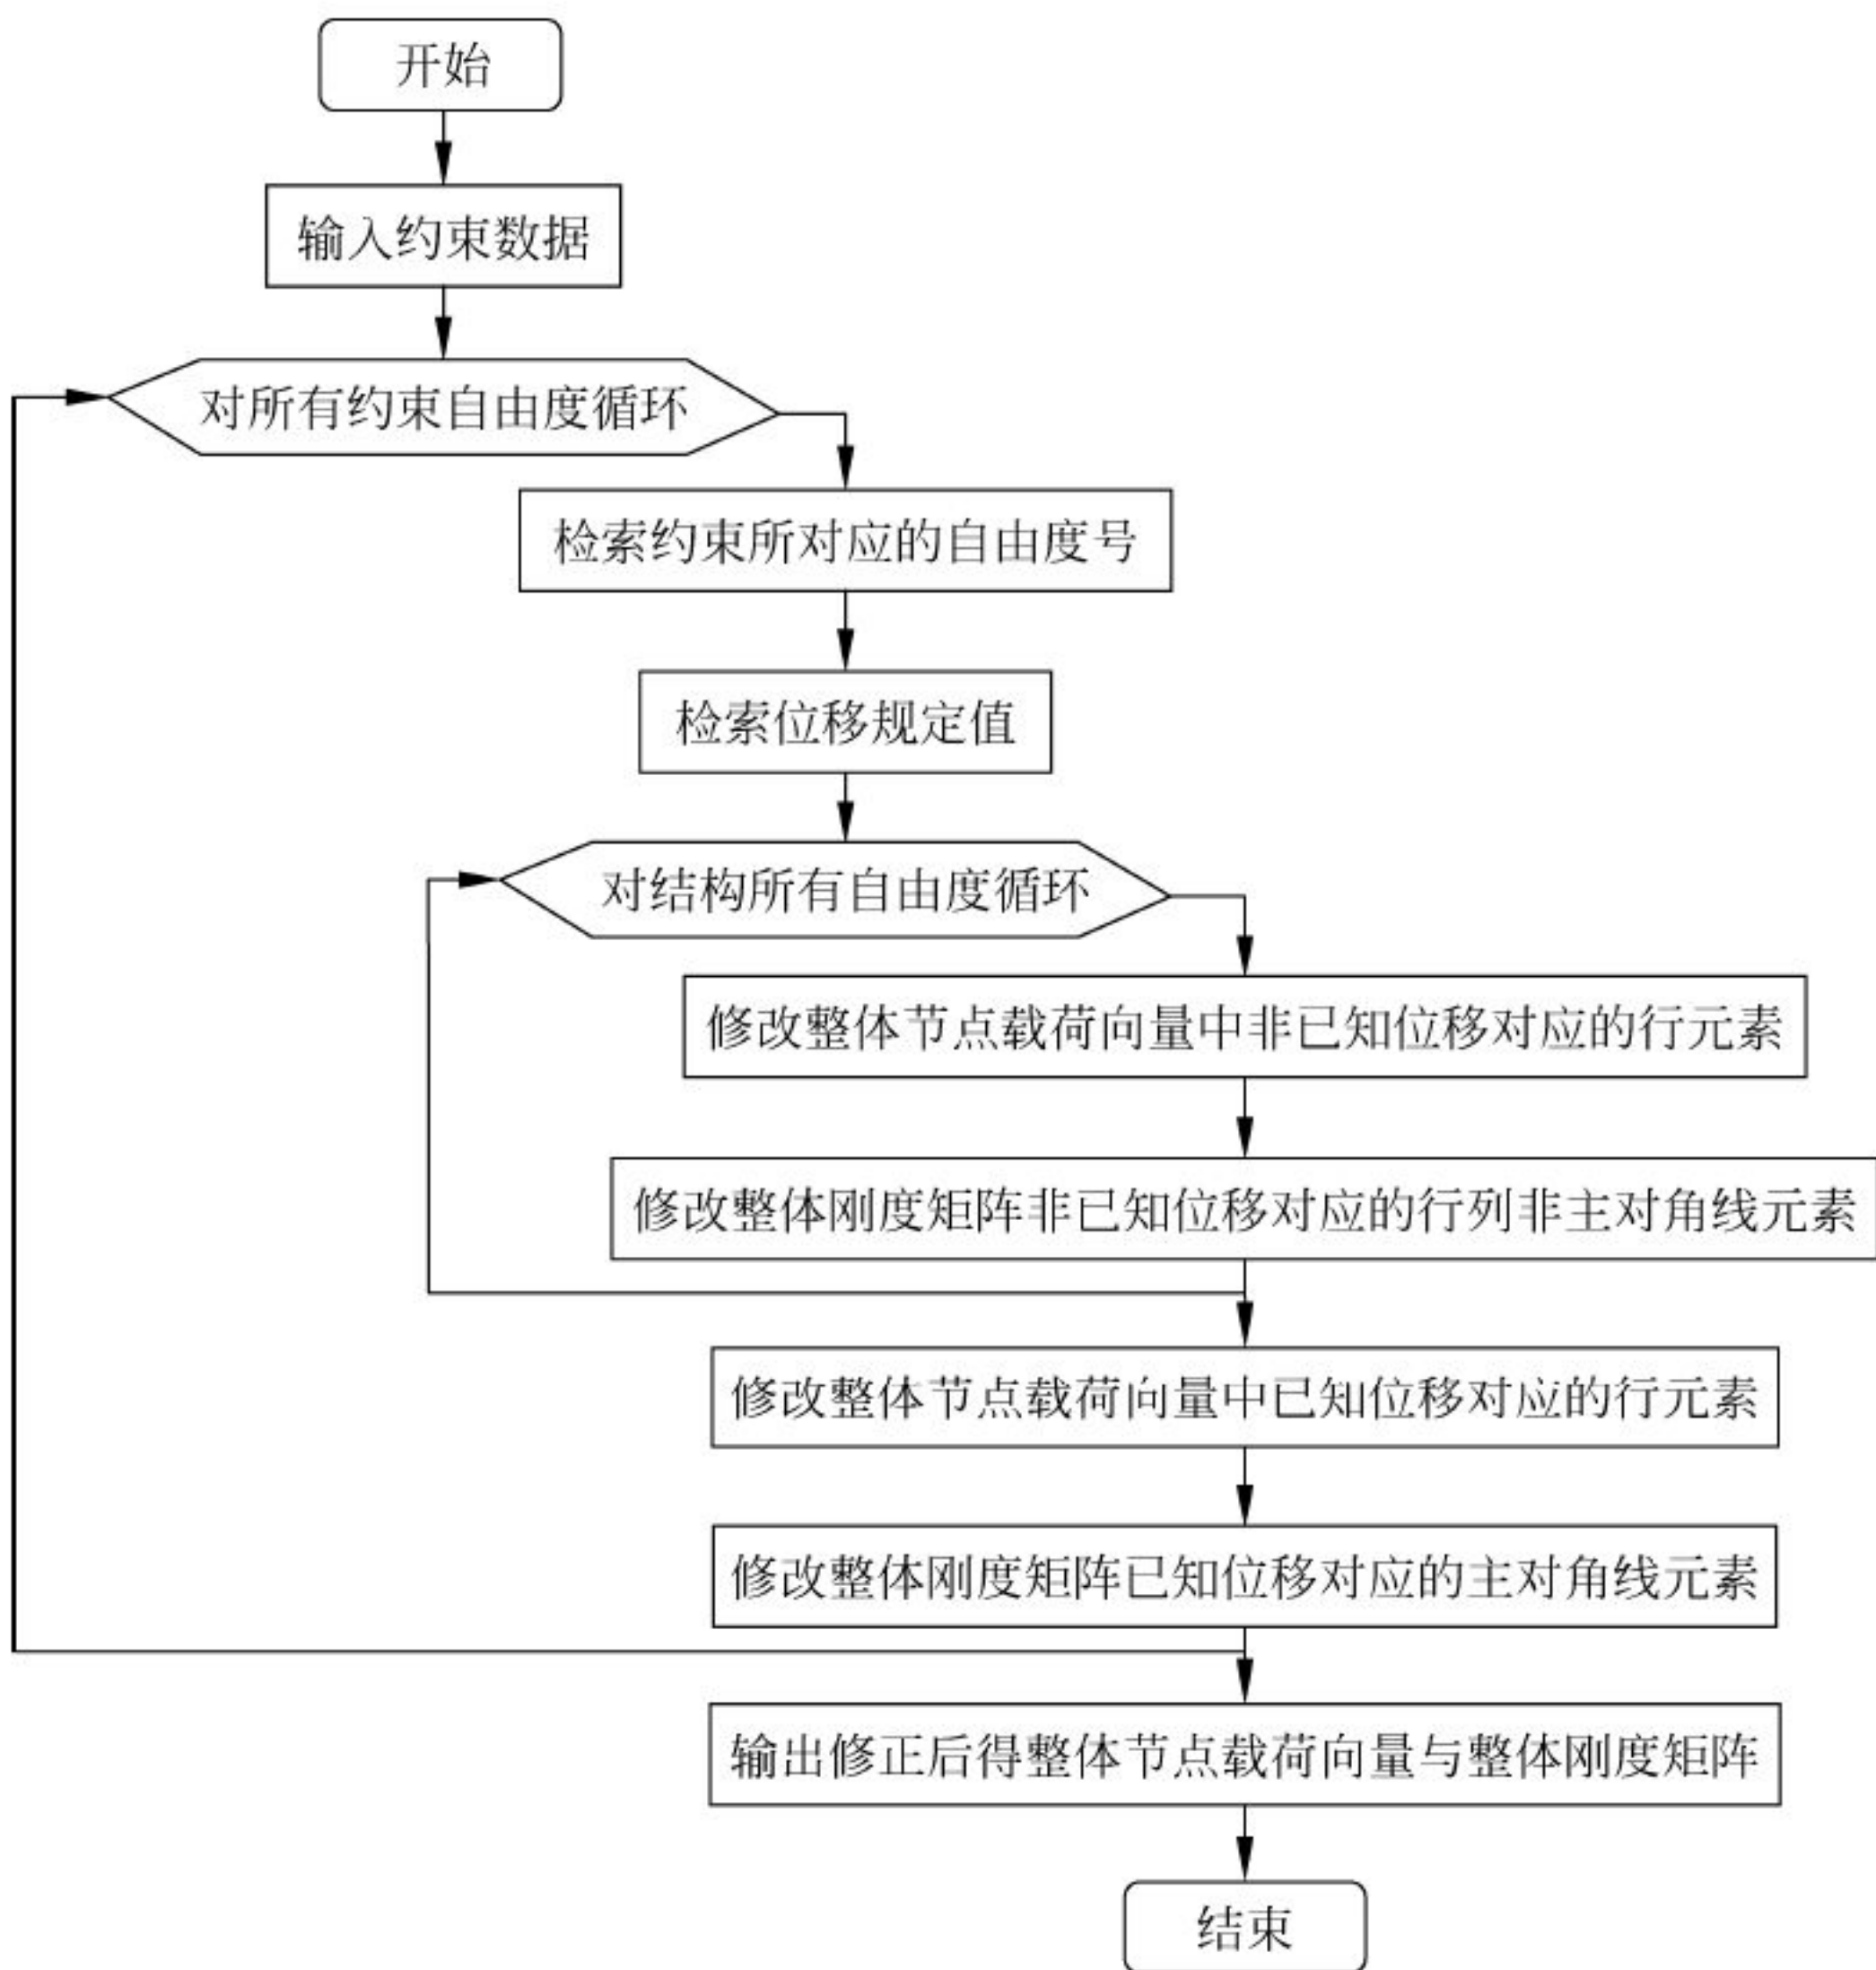 开始
输入约束数据
对所有约束自由度循环
检索约束所对应的自由度号
检索位移规定值
对结构所有自由度循环
修改整体节点载荷向量中非已知位移对应的行元素
修改整体刚度矩阵非已知位移对应的行列非主对角线元素
修改整体节点载荷向量中已知位移对应的行元素
修改整体刚度矩阵已知位移对应的主对角线元素
输出修正后得整体节点载荷向量与整体刚度矩阵
结束